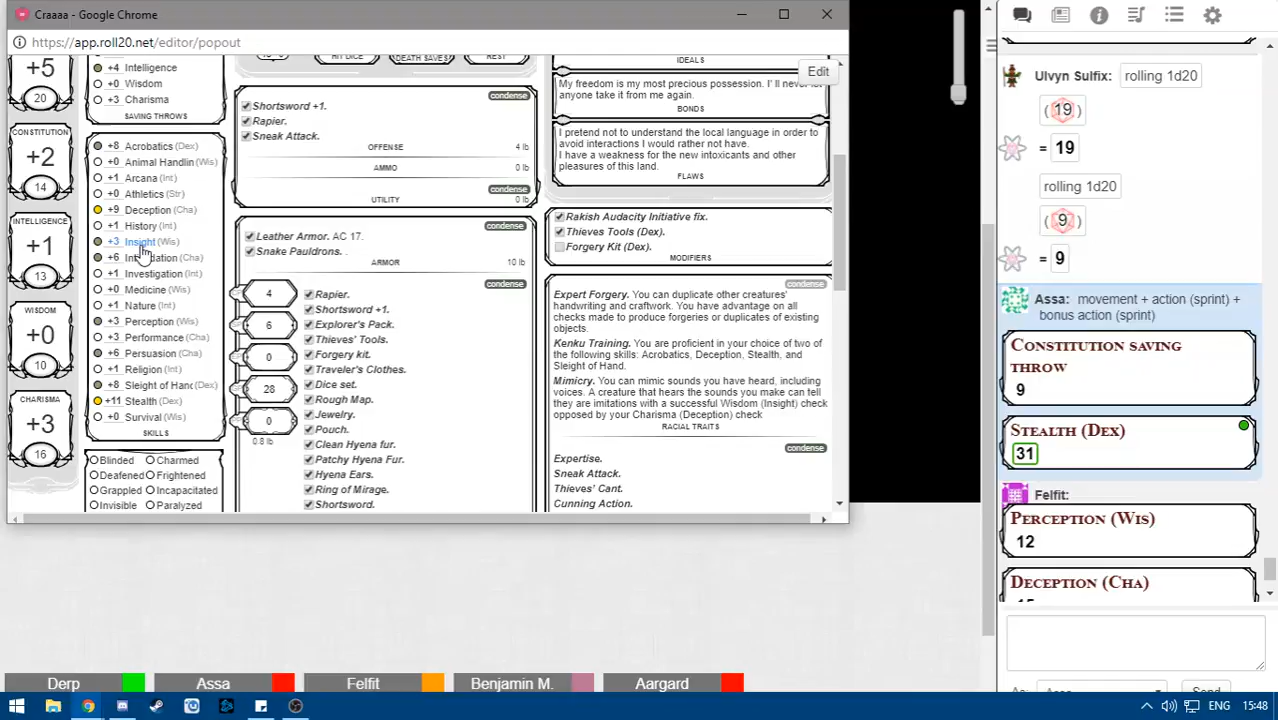 Craaaa - Google Chrome
https://app.roll20.net/editor/popout
+5
20
CONSTITUTION
+2
14
INTELLIGENCE
+1
13
WISDOM
+0
10
CHARISMA
+3
16
+4 Intelligence
+0 Wisdom
+3 Charisma
SAVING THROWS
+8 Acrobatics (Dex)
+0 Animal Handlin (Wis)
+1 Arcana (Int)
+0 Athletics (Str)
+9 Deception (Cha)
+1 History (Int)
+3 Insight (Wis)
+6 (Cha)
+1 Investigation (Int)
+0 Medicine (Wis)
+1 Nature (Int)
+3 Perception (Wis)
+3 Performance (Cha)
+6 Persuasion (Cha)
+1 Religion (Int)
+8 Sleight of Hand (Dex)
+11 Stealth (Dex)
+0 Survival (Wis)
SKILLS
Blinded Charmed
Deafened Frightened
Grappled Incapacitated
Invisible Paralyzed
HIT DICE
DEATH SAVES
REST
condense
Shortsword +1.
Rapier.
Sneak Attack.
OFFENSE
4 lb
AMMO
0 lb
condense
UTILITY
0 lb
condense
Leather Armor. AC 17.
Snake Pauldrons. .
ARMOR
10 lb
condense
4
6
0
28
0
0.8 lb
Rapier.
Shortsword +1.
Explorer's Pack.
Thieves' Tools.
Forgery kit.
Traveler's Clothes.
Dice set.
Rough Map.
Jewelry.
Pouch.
Clean Hyena fur.
Patchy Hyena Fur.
Hyena Ears.
Ring of Mirage.
Shortsword.
IDEALS
Edit
My freedom is my most precious possession. I' ll never let
anyone take it from me again.
BONDS
I pretend not to understand the local language in order to
avoid interactions I would rather not have.
I have a weakness for the new intoxicants and other
pleasures of this land.
FLAWS
Rakish Audacity Initiative fix.
Thieves Tools (Dex).
Forgery Kit (Dex).
MODIFIERS
condense
Expert Forgery. You can duplicate other creatures'
handwriting and craftwork. You have advantage on all
checks made to produce forgeries or duplicates of existing
objects.
Kenku Training. You are proficient in your choice of two of
the following skills: Acrobatics, Deception, Stealth, and
Sleight of Hand.
Mimicry. You can mimic sounds you have heard, including
voices. A creature that hears the sounds you make can tell
they are imitations with a successful Wisdom (Insight) check
opposed by your Charisma (Deception) check
RACIAL TRAITS
condense
Expertise.
Sneak Attack.
Thieves' Cant.
Cunning Action.
Ulvyn Sulfix: rolling 1d20
(19)
= 19
rolling 1d20
(9)
= 9
Assa: movement + action (sprint) +
bonus action (sprint)
CONSTITUTION SAVING
THROW
9
STEALTH (DEX)
31
Felfit:
PERCEPTION (WIS)
12
DECEPTION (CHA)
Derp
Assa
Felfit
Benjamin M.
Aargard
ENG
15:48